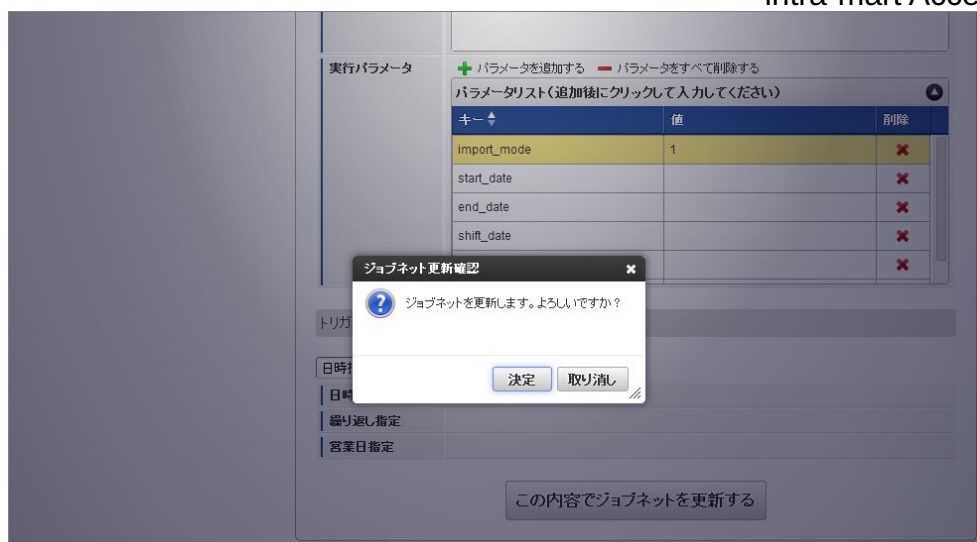 実行パラメータ
パラメータを追加する パラメータをすべて削除する
パラメータリスト(追加後にクリックして入力してください)
キー 値 削除
import_mode 1
start_date
end_date
shift_date
ジョブネット更新確認
ジョブネットを更新します。よろしいですか?
決定 取り消し
トリガ
日時
日時
繰り返し指定
営業日指定
この内容でジョブネットを更新する